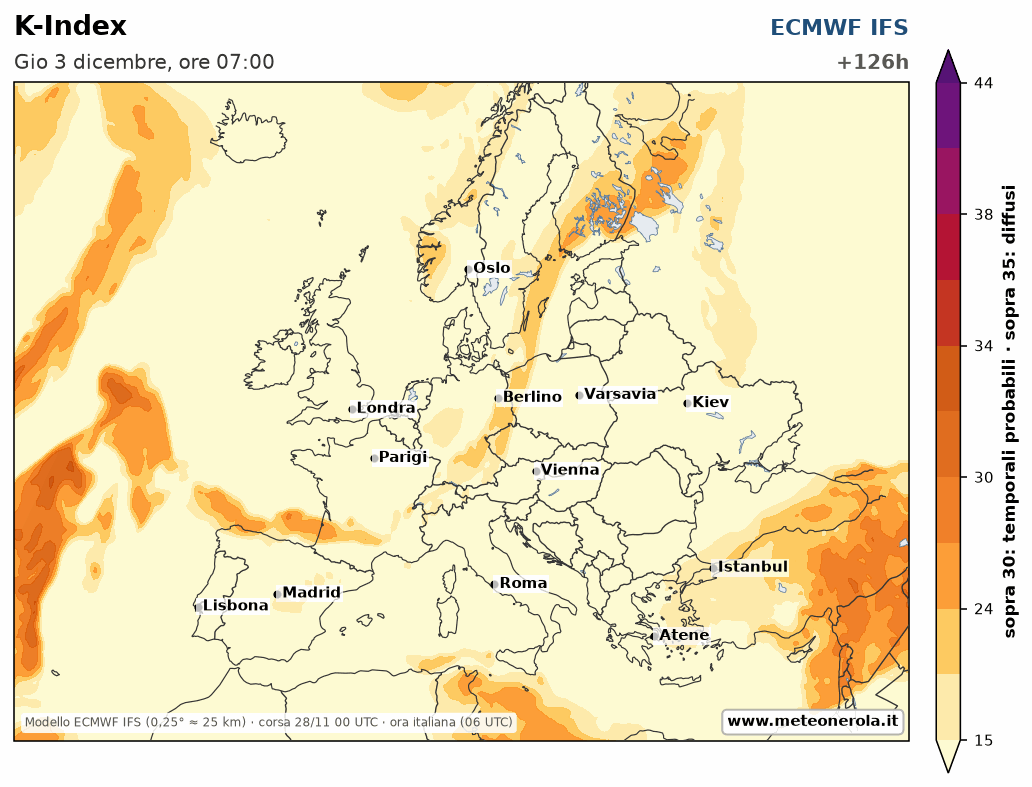 K-Index
ECMWF IFS
Gio 3 dicembre, ore 07:00
+126h
44
38
34
30
24
15
sopra 30: temporali probabili · sopra 35: diffusi
Oslo
Berlino
Varsavia
Kiev
Londra
Parigi
Vienna
Istanbul
Roma
Madrid
Lisbona
Atene
Modello ECMWF IFS (0,25° ≈ 25 km) · corsa 28/11 00 UTC · ora italiana (06 UTC)
www.meteonerola.it